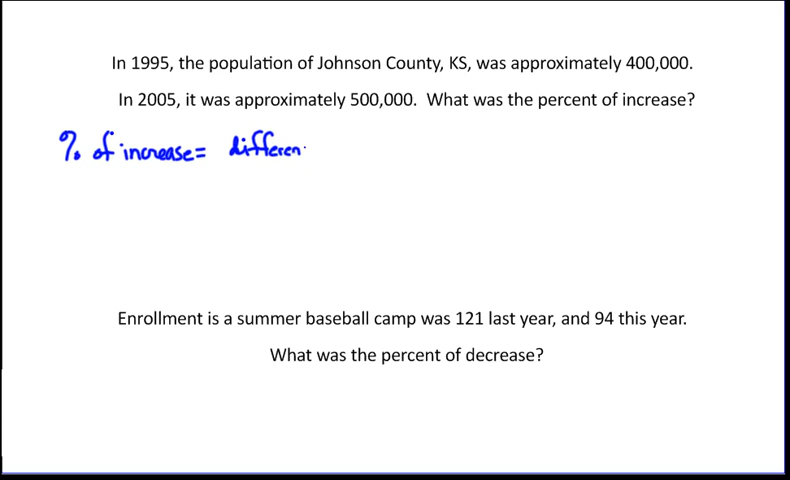 In 1995, the population of Johnson County, KS, was approximately 400,000.
In 2005, it was approximately 500,000. What was the percent of increase?
% of increase = differen
Enrollment is a summer baseball camp was 121 last year, and 94 this year.
What was the percent of decrease?